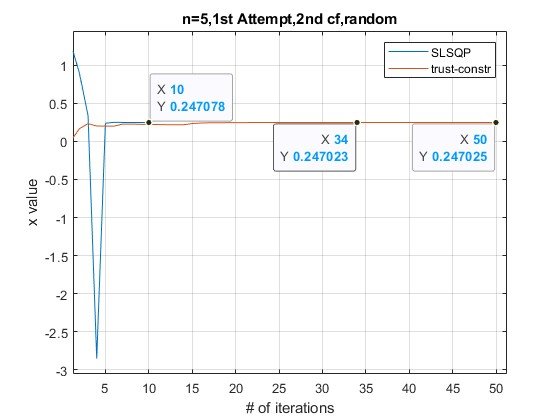 n=5,1st Attempt,2nd cf,random
SLSQP
trust-constr
X 10
Y 0.247078
X 34
Y 0.247023
X 50
Y 0.247025
1
0.5
0
-0.5
-1
-1.5
-2
-2.5
-3
x value
5 10 15 20 25 30 35 40 45 50
# of iterations